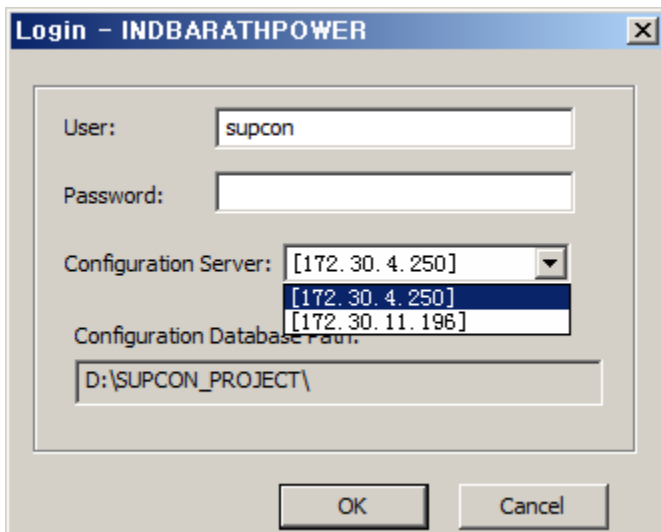 Login - INDBARATHPOWER
User: supcon
Password:
Configuration Server: [172.30.4.250]
[172.30.4.250]
[172.30.11.196]
Configuration Database Path:
D:\SUPCON_PROJECT\
OK Cancel